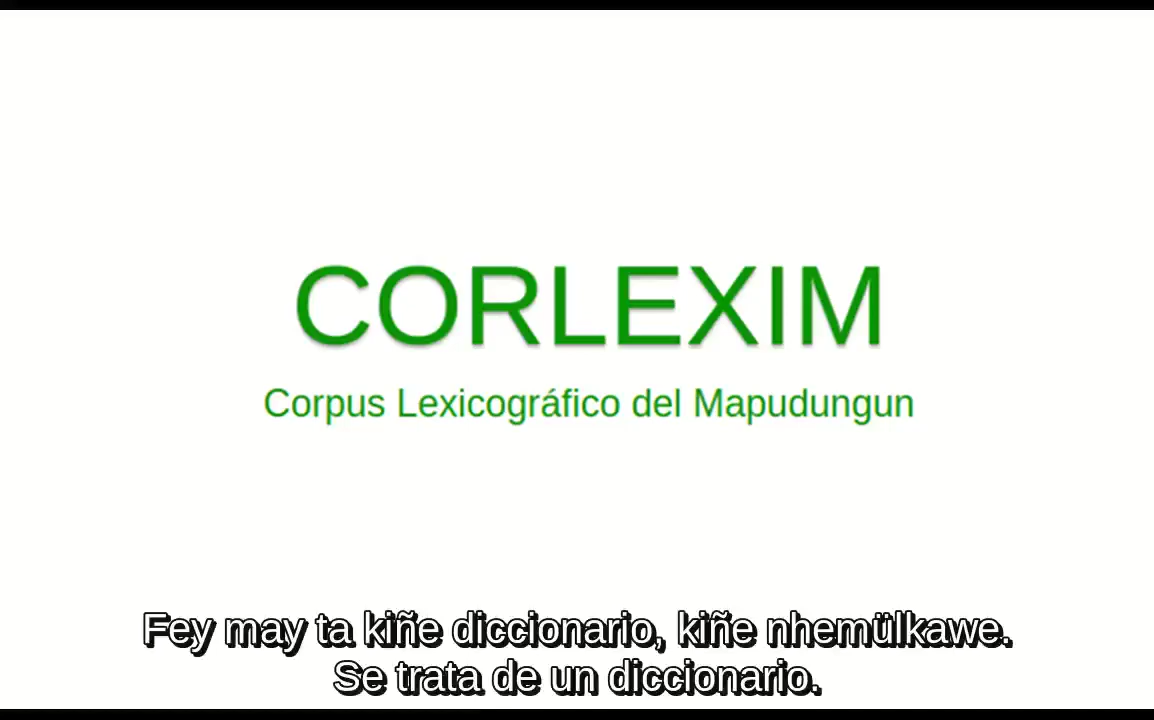 CORLEXIM
Corpus Lexicográfico del Mapudungun
Fey may ta kiñe diccionario, kiñe nhemülkawe.
Se trata de un diccionario.